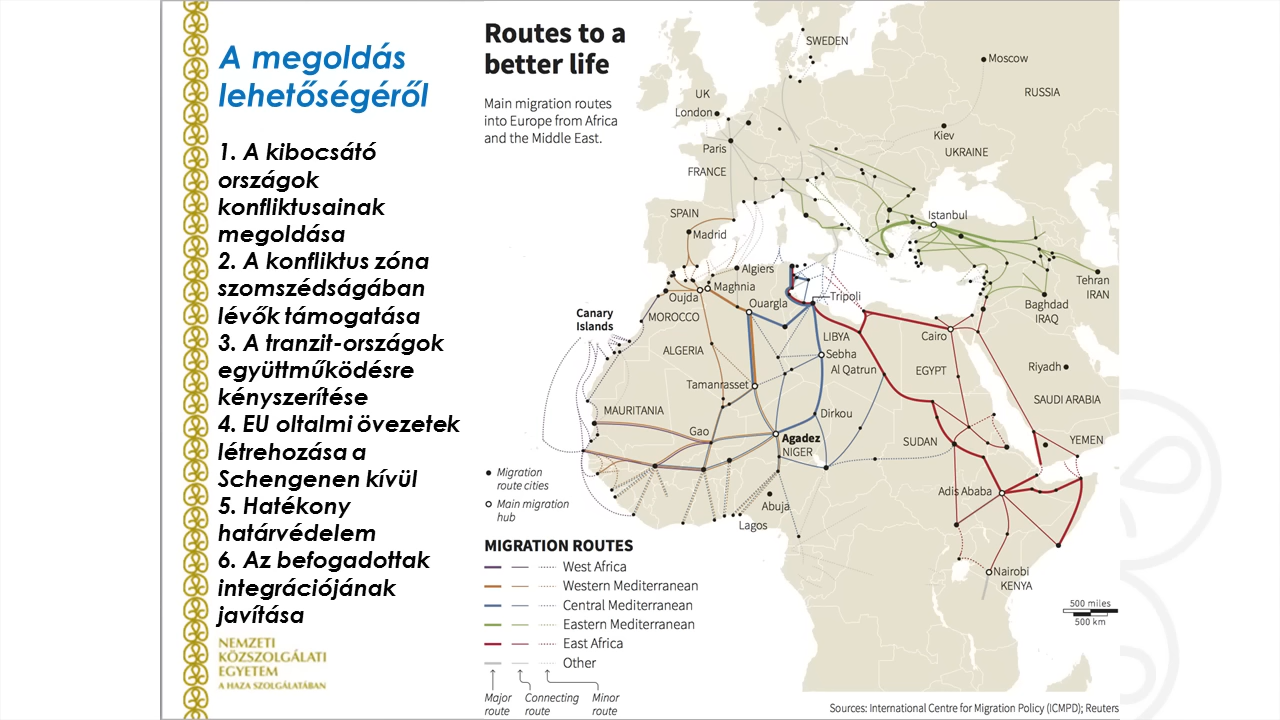 A megoldás
lehetőségéről
1. A kibocsátó
országok
konfliktusainak
megoldása
2. A konfliktus zóna
szomszédságában
lévők támogatása
3. A tranzit-országok
együttműködésre
kényszerítése
4. EU oltalmi övezetek
létrehozása a
Schengenen kívül
5. Hatékony
határvédelem
6. Az befogadottak
integrációjának
javítása
NEMZETI
KÖZSZOLGÁLATI
EGYETEM
A HAZA SZOLGÁLATÁBAN
Routes to a
better life
Main migration routes
into Europe from Africa
and the Middle East.
SWEDEN
Moscow
RUSSIA
UK
London
Kiev
UKRAINE
Paris
FRANCE
SPAIN
Madrid
Istanbul
Algiers
Maghnia
Oujda
Ouargla
Tripoli
Tehran
IRAN
Baghdad
IRAQ
Canary
Islands
MOROCCO
LIBYA
Cairo
ALGERIA
Sebha
Al Qatrun
EGYPT
Riyadh
Tamanrasset
SAUDI ARABIA
MAURITANIA
Dirkou
Gao
Agadez
NIGER
SUDAN
YEMEN
Adis Ababa
Abuja
Lagos
Nairobi
KENYA
Migration
route cities
Main migration
hub
MIGRATION ROUTES
West Africa
Western Mediterranean
Central Mediterranean
Eastern Mediterranean
East Africa
Other
Major
route
Connecting
route
Minor
route
500 miles
500 km
Sources: International Centre for Migration Policy (ICMPD); Reuters